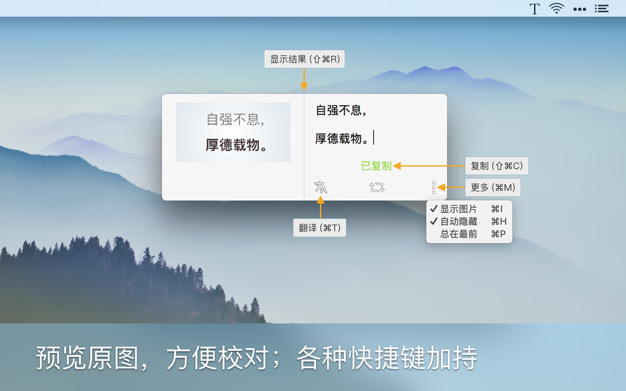 T
显示结果 (⇧⌘R)
自强不息，
厚德载物。
自强不息，
厚德载物。
已复制
复制 (⇧⌘C)
更多 (⌘M)
翻译 (⌘T)
✓显示图片 ⌘I
✓自动隐藏 ⌘H
总在最前 ⌘P
预览原图，方便校对；各种快捷键加持